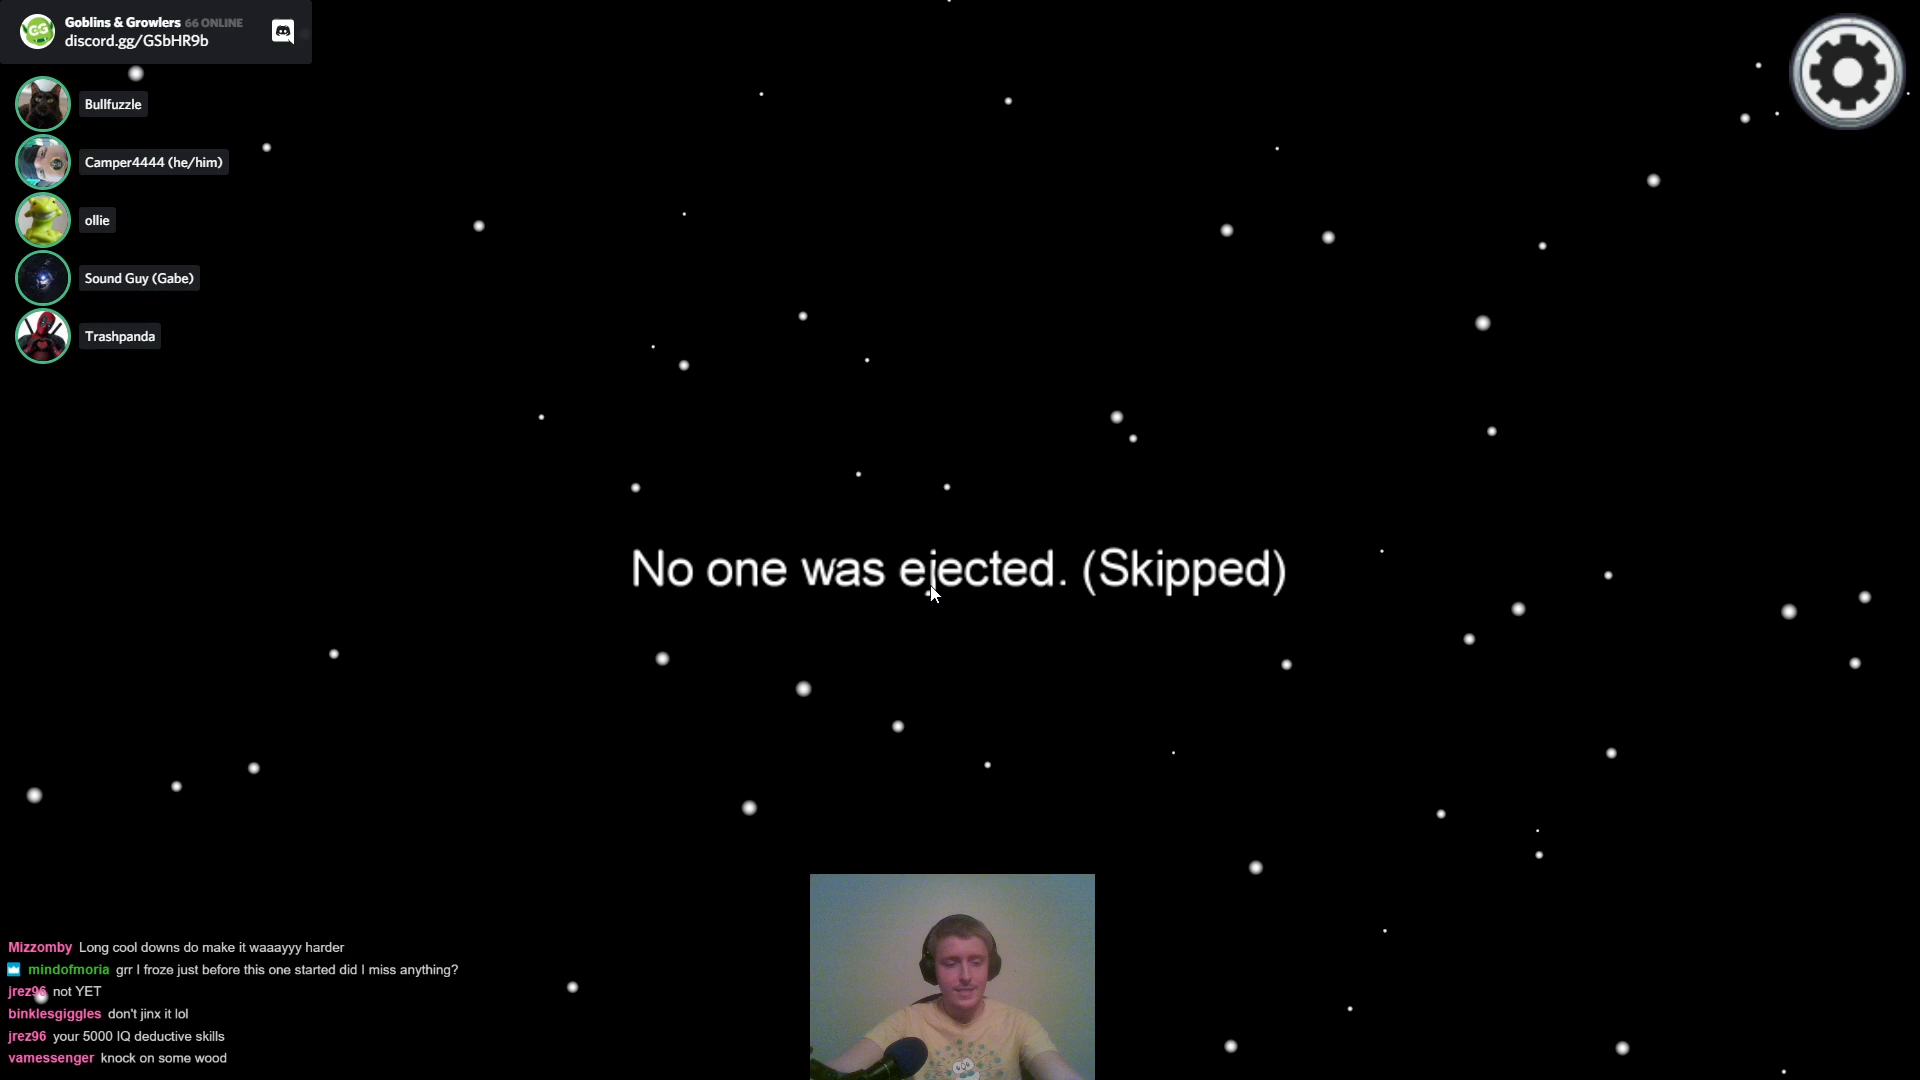 Goblins & Growlers 66 ONLINE
discord.gg/GSbHR9b
Bullfuzzle
Camper4444 (he/him)
ollie
Sound Guy (Gabe)
Trashpanda
No one was ejected. (Skipped)
Mizzomby Long cool downs do make it waaayyy harder
mindofmoria grr I froze just before this one started did I miss anything?
jrez96 not YET
binklesgiggles don't jinx it lol
jrez96 your 5000 IQ deductive skills
vamessenger knock on some wood